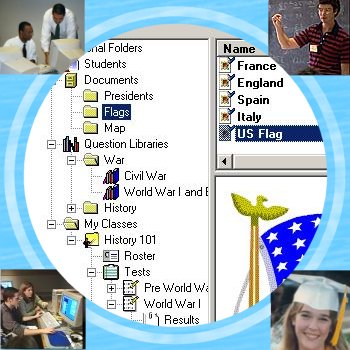 nal Folders
Students
Documents
Presidents
Flags
Map
Question Libraries
War
Civil War
World War I and
History
My Classes
History 101
Roster
Tests
Pre World Wa
World War I
Results
Name
France
England
Spain
Italy
US Flag